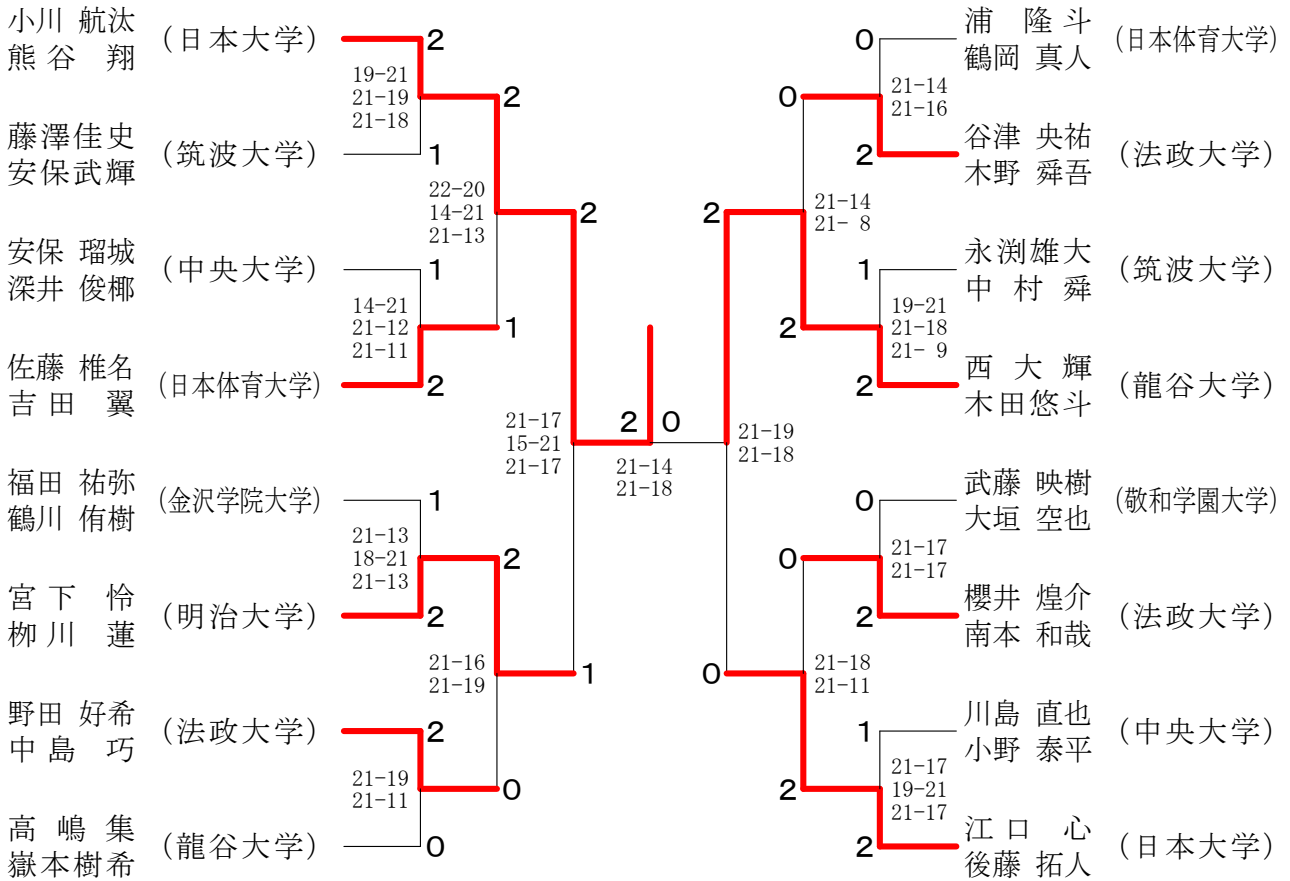 小川 航汰
熊谷 翔
(日本大学)
2
19-21
21-19
21-18
藤澤佳史
安保武輝
(筑波大学)
1
2
22-20
14-21
21-13
安保 瑠城
深井 俊椰
(中央大学)
1
14-21
21-12
21-11
佐藤 椎名
吉田 翼
(日本体育大学)
2
1
2
21-17
15-21
21-17
福田 祐弥
鶴川 侑樹
(金沢学院大学)
1
21-13
18-21
21-13
宮下 怜
栁川 蓮
(明治大学)
2
2
21-16
21-19
野田 好希
中島 巧
(法政大学)
2
21-19
21-11
高嶋 集
嶽本樹希
(龍谷大学)
0
0
1
2 0
21-14
21-18
浦 隆斗
鶴岡 真人
(日本体育大学)
0
21-14
21-16
谷津 央祐
木野 舜吾
(法政大学)
2
0
21-14
21- 8
永渕雄大
中村 舜
(筑波大学)
1
19-21
21-18
21- 9
西 大輝
木田悠斗
(龍谷大学)
2
2
2
21-19
21-18
武藤 映樹
大垣 空也
(敬和学園大学)
0
21-17
21-17
櫻井 煌介
南本 和哉
(法政大学)
2
0
21-18
21-11
川島 直也
小野 泰平
(中央大学)
1
21-17
19-21
21-17
江口 心
後藤 拓人
(日本大学)
2
2
0